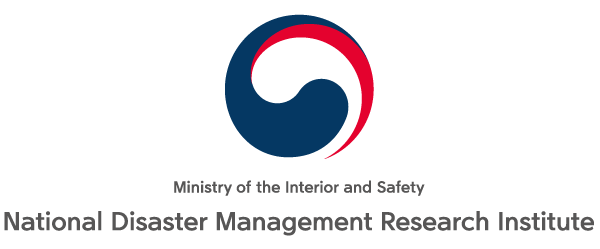 Ministry of the Interior and Safety
National Disaster Management Research Institute